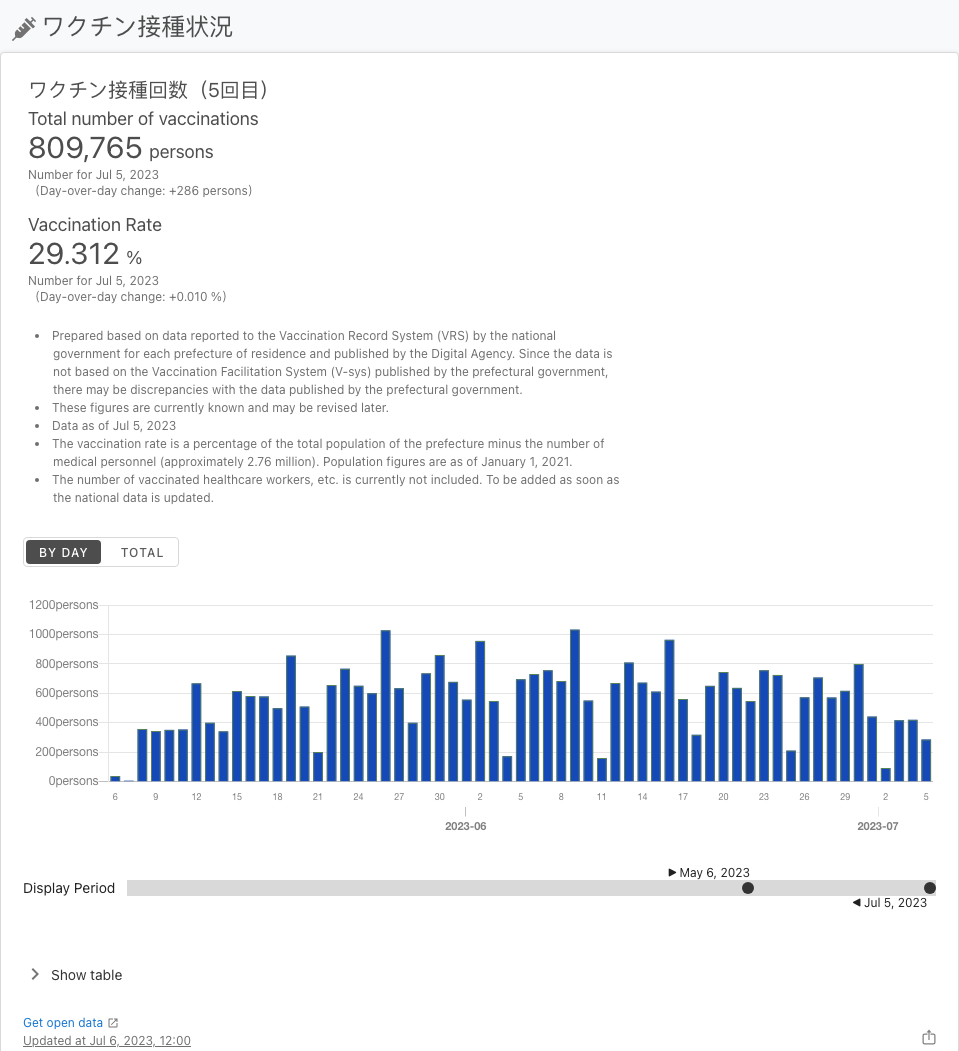 ワクチン接種状況
ワクチン接種回数（5回目）
Total number of vaccinations
809,765 persons
Number for Jul 5, 2023
(Day-over-day change: +286 persons)
Vaccination Rate
29.312 %
Number for Jul 5, 2023
(Day-over-day change: +0.010 %)
• Prepared based on data reported to the Vaccination Record System (VRS) by the national
government for each prefecture of residence and published by the Digital Agency. Since the data is
not based on the Vaccination Facilitation System (V-sys) published by the prefectural government,
there may be discrepancies with the data published by the prefectural government.
• These figures are currently known and may be revised later.
• Data as of Jul 5, 2023
• The vaccination rate is a percentage of the total population of the prefecture minus the number of
medical personnel (approximately 2.76 million). Population figures are as of January 1, 2021.
• The number of vaccinated healthcare workers, etc. is currently not included. To be added as soon as
the national data is updated.
BY DAY TOTAL
1200persons
1000persons
800persons
600persons
400persons
200persons
0persons
6 9 12 15 18 21 24 27 30 2 5 8 11 14 17 20 23 26 29 2 5
2023-06 2023-07
▶ May 6, 2023
Display Period
◀ Jul 5, 2023
Show table
Get open data
Updated at Jul 6, 2023, 12:00